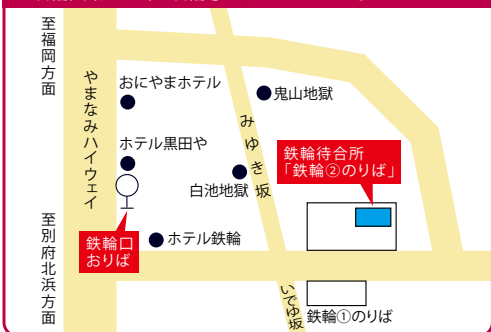 至福岡方面
やまなみハイウェイ
おにやまホテル
鬼山地獄
みゆき坂
ホテル黒田や
白池地獄
鉄輪待合所
「鉄輪②のりば」
至別府北浜方面
鉄輪口
おりば
ホテル鉄輪
いでゆ坂
鉄輪①のりば